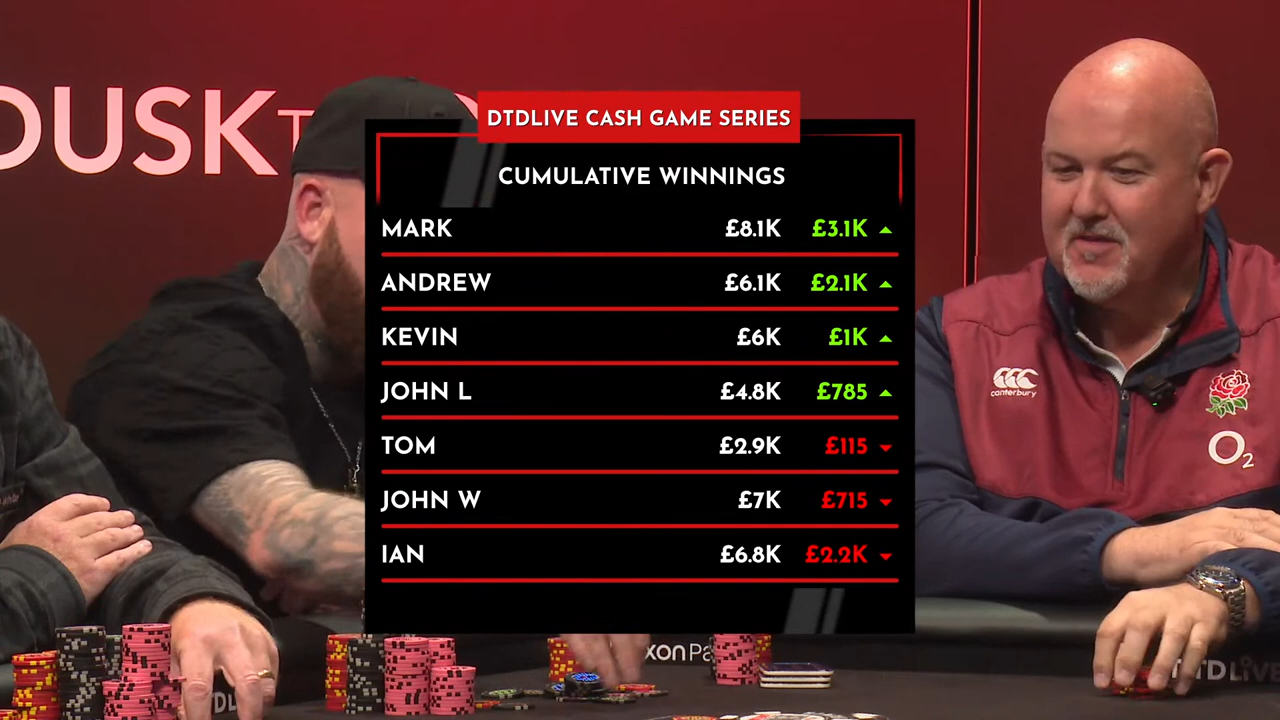 DUSK T
DTDLIVE CASH GAME SERIES
CUMULATIVE WINNINGS
MARK £8.1K £3.1K
ANDREW £6.1K £2.1K
KEVIN £6K £1K
JOHN L £4.8K £785
TOM £2.9K £115
JOHN W £7K £715
IAN £6.8K £2.2K
canterbury
O2
xonPa
DTDLIVE